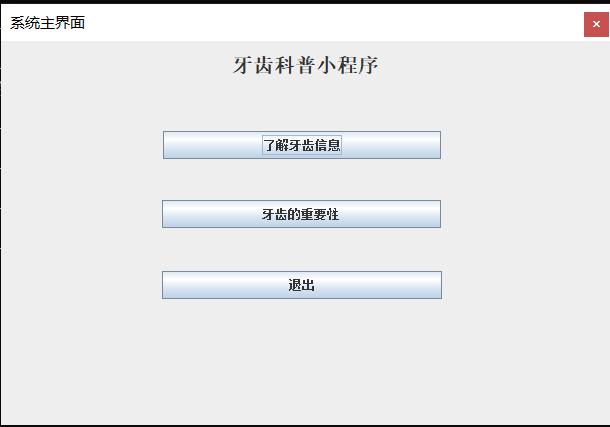 系统主界面
牙齿科普小程序
了解牙齿信息
牙齿的重要性
退出